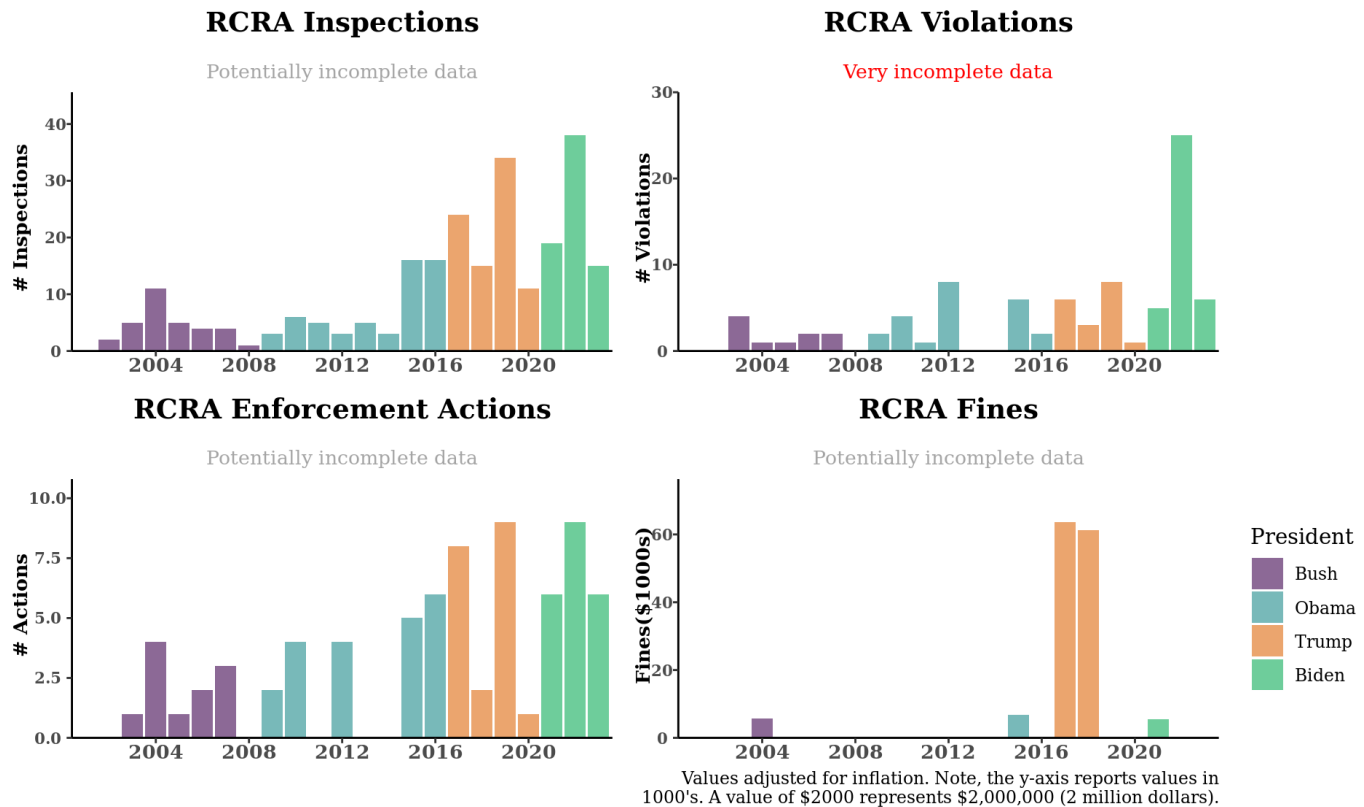 RCRA Inspections
Potentially incomplete data
# Inspections
40
30
20
10
0
2004 2008 2012 2016 2020
RCRA Violations
Very incomplete data
# Violations
30
20
10
0
2004 2008 2012 2016 2020
RCRA Enforcement Actions
Potentially incomplete data
# Actions
10.0
7.5
5.0
2.5
0.0
2004 2008 2012 2016 2020
RCRA Fines
Potentially incomplete data
Fines($1000s)
60
40
20
0
2004 2008 2012 2016 2020
President
Bush
Obama
Trump
Biden
Values adjusted for inflation. Note, the y-axis reports values in
1000's. A value of $2000 represents $2,000,000 (2 million dollars).